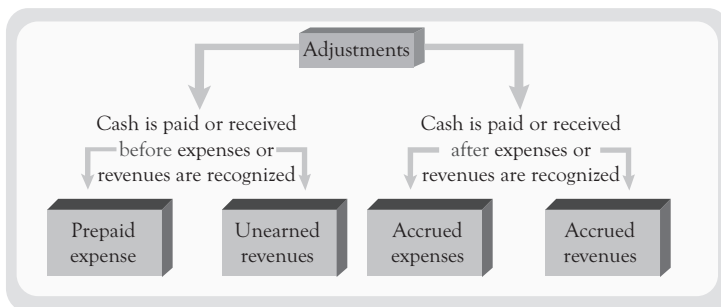 Adjustments
Cash is paid or received
before expenses or
revenues are recognized
Cash is paid or received
after expenses or
revenues are recognized
Prepaid
expense
Unearned
revenues
Accrued
expenses
Accrued
revenues